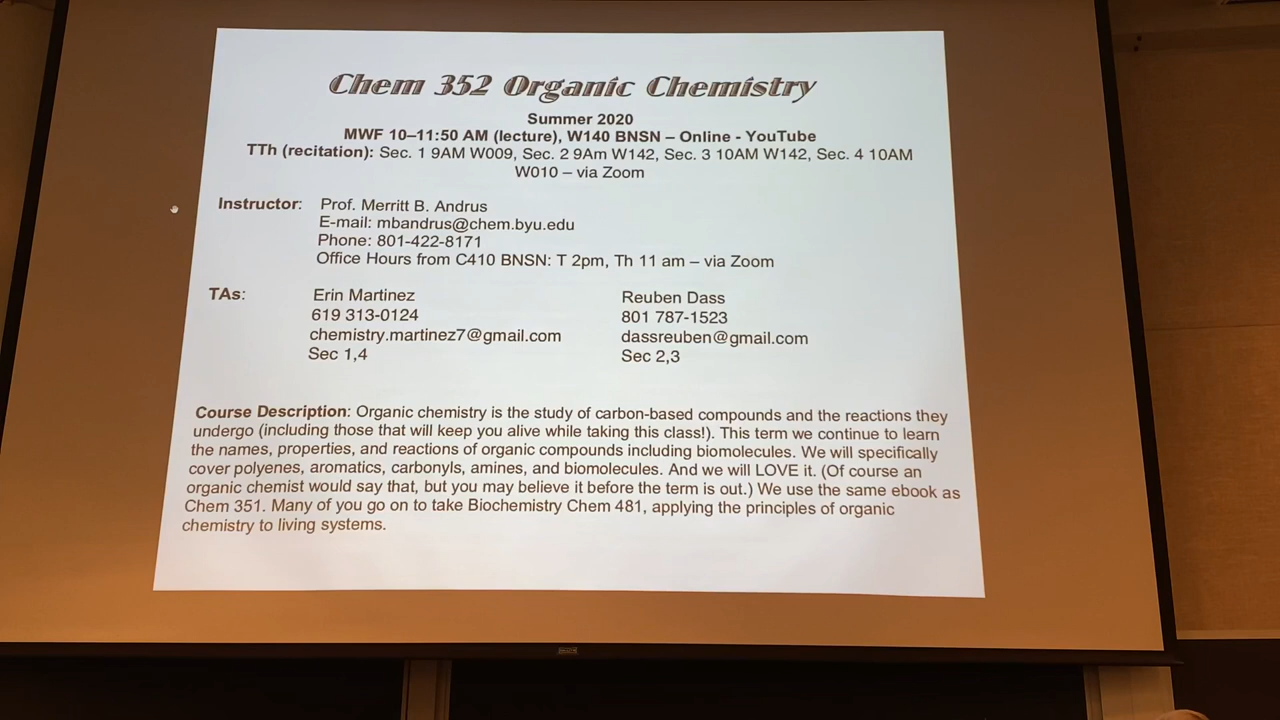 Chem 352 Organic Chemistry
Summer 2020
MWF 10–11:50 AM (lecture), W140 BNSN – Online - YouTube
TTh (recitation): Sec. 1 9AM W009, Sec. 2 9Am W142, Sec. 3 10AM W142, Sec. 4 10AM
W010 – via Zoom
Instructor: Prof. Merritt B. Andrus
E-mail: mbandrus@chem.byu.edu
Phone: 801-422-8171
Office Hours from C410 BNSN: T 2pm, Th 11 am – via Zoom
TAs: Erin Martinez Reuben Dass
619 313-0124 801 787-1523
chemistry.martinez7@gmail.com dassreuben@gmail.com
Sec 1,4 Sec 2,3
Course Description: Organic chemistry is the study of carbon-based compounds and the reactions they
undergo (including those that will keep you alive while taking this class!). This term we continue to learn
the names, properties, and reactions of organic compounds including biomolecules. We will specifically
cover polyenes, aromatics, carbonyls, amines, and biomolecules. And we will LOVE it. (Of course an
organic chemist would say that, but you may believe it before the term is out.) We use the same ebook as
Chem 351. Many of you go on to take Biochemistry Chem 481, applying the principles of organic
chemistry to living systems.